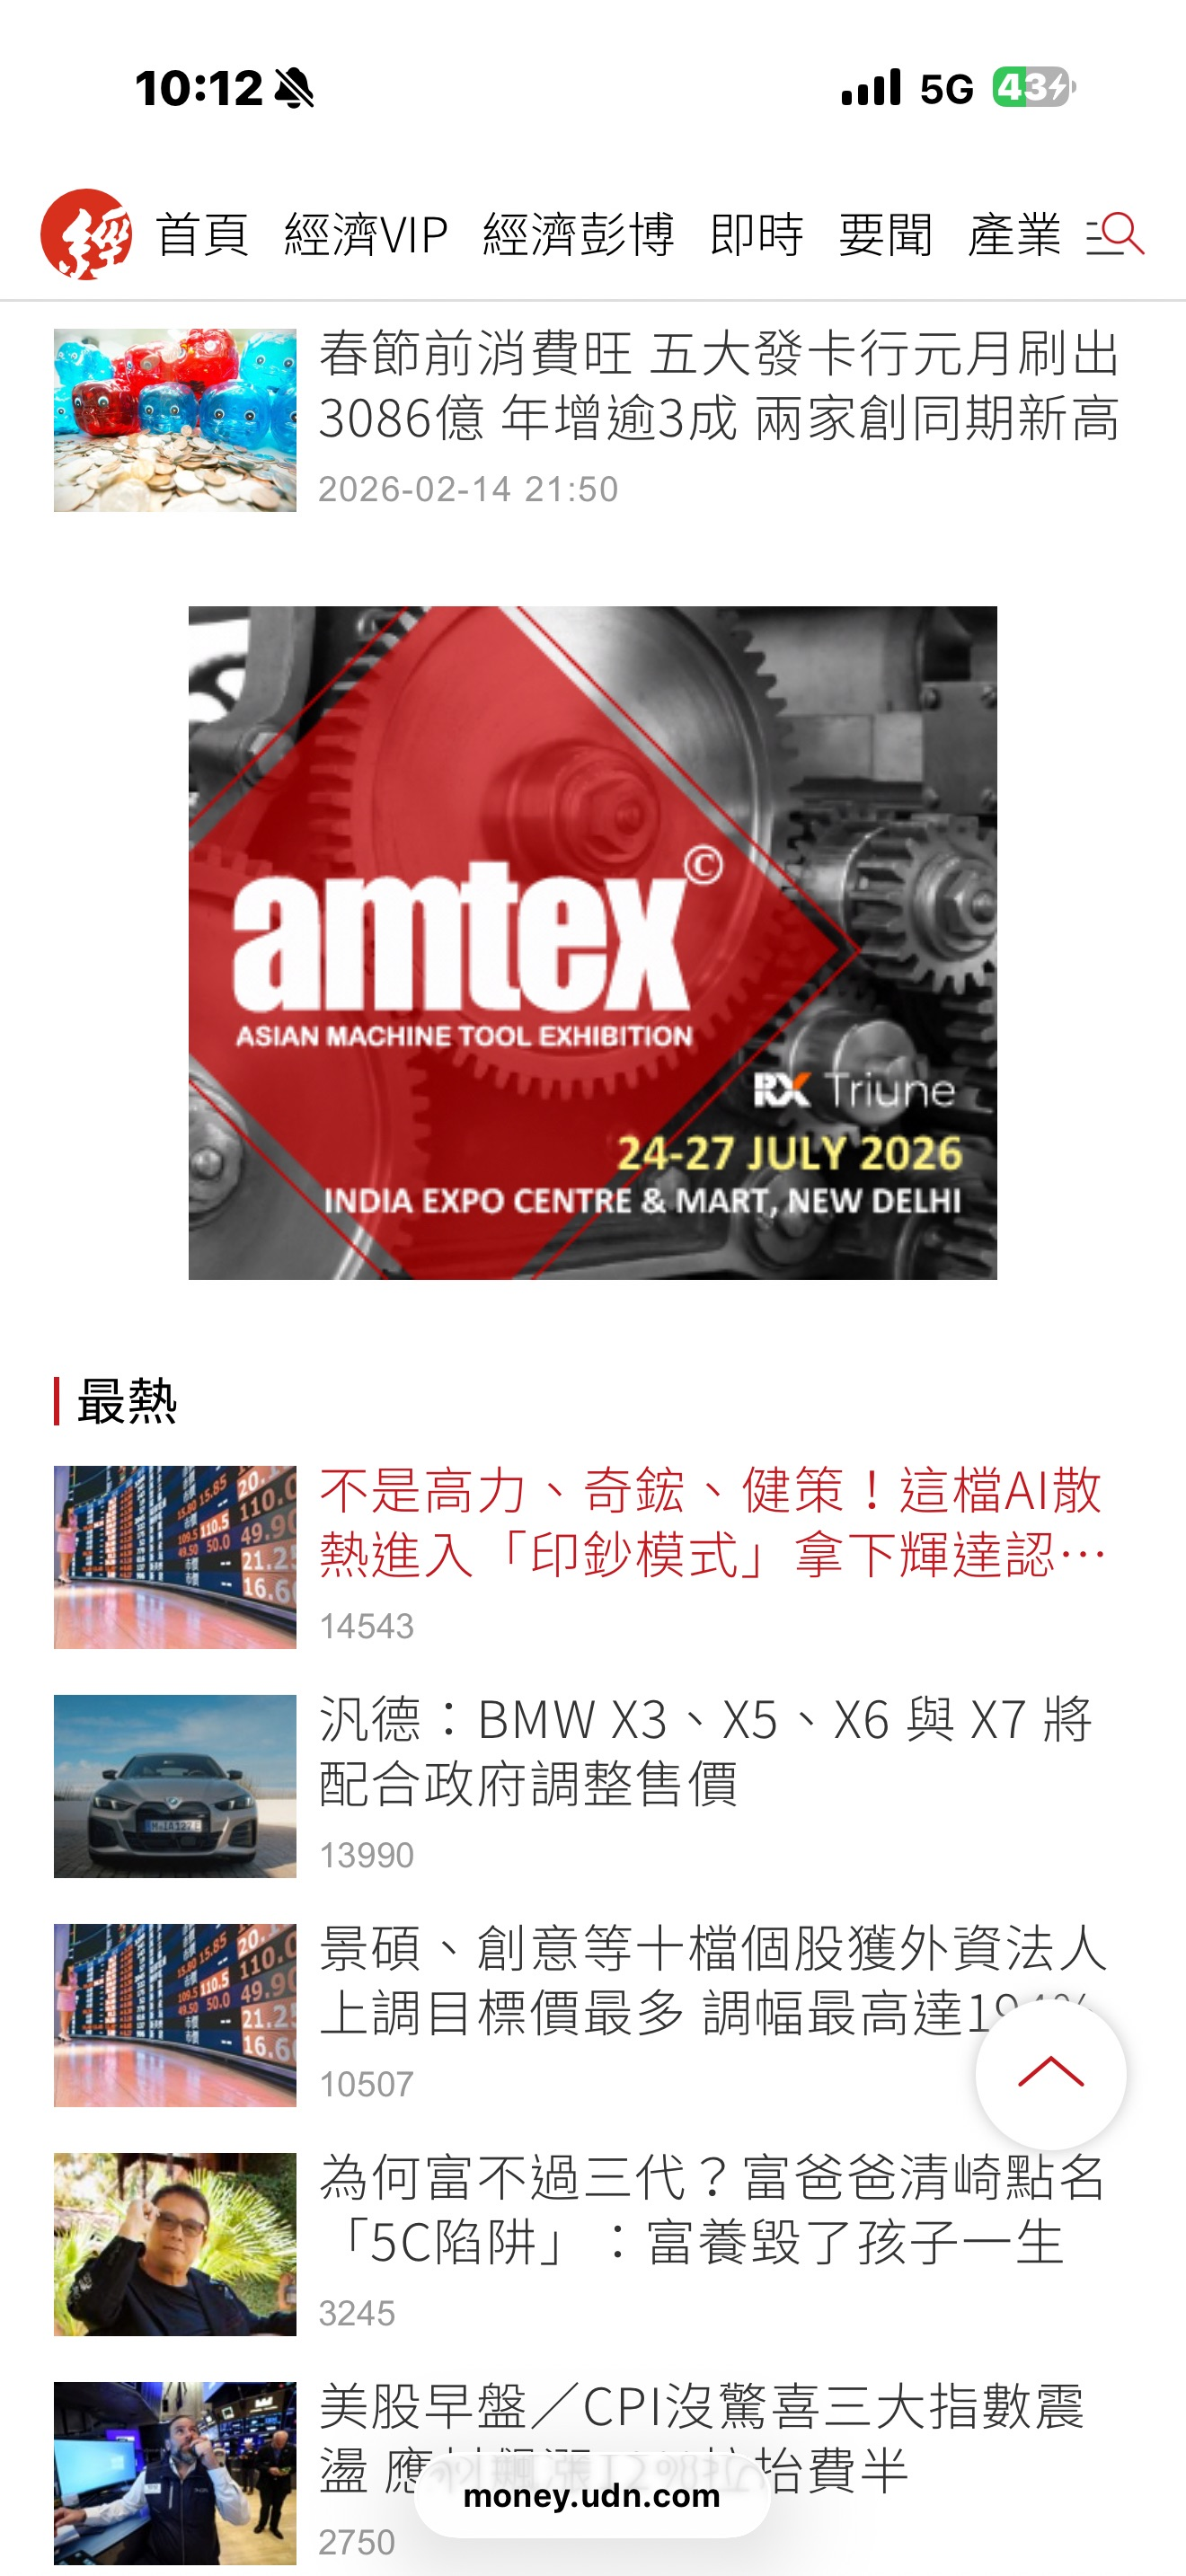 10:12
5G
43
經 首頁 經濟VIP 經濟彭博 即時 要聞 產業
春節前消費旺 五大發卡行元月刷出
3086億 年增逾3成 兩家創同期新高
2026-02-14 21:50
amtex©
ASIAN MACHINE TOOL EXHIBITION
RX Triune
24-27 JULY 2026
INDIA EXPO CENTRE & MART, NEW DELHI
最熱
不是高力、奇鋐、健策！這檔AI散
熱進入「印鈔模式」拿下輝達認…
14543
汎德：BMW X3、X5、X6 與 X7 將
配合政府調整售價
13990
景碩、創意等十檔個股獲外資法人
上調目標價最多 調幅最高達
10507
為何富不過三代？富爸爸清崎點名
「5C陷阱」：富養毀了孩子一生
3245
美股早盤／CPI沒驚喜三大指數震
盪 應 抬費半
money.udn.com
2750